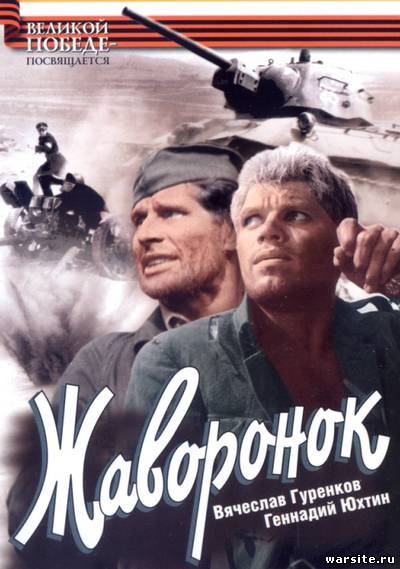 ВЕЛИКОЙ
ПОБЕДЕ-
ПОСВЯЩАЕТСЯ
Жаворонок
Вячеслав Гуренков
Геннадий Юхтин
warsite.ru